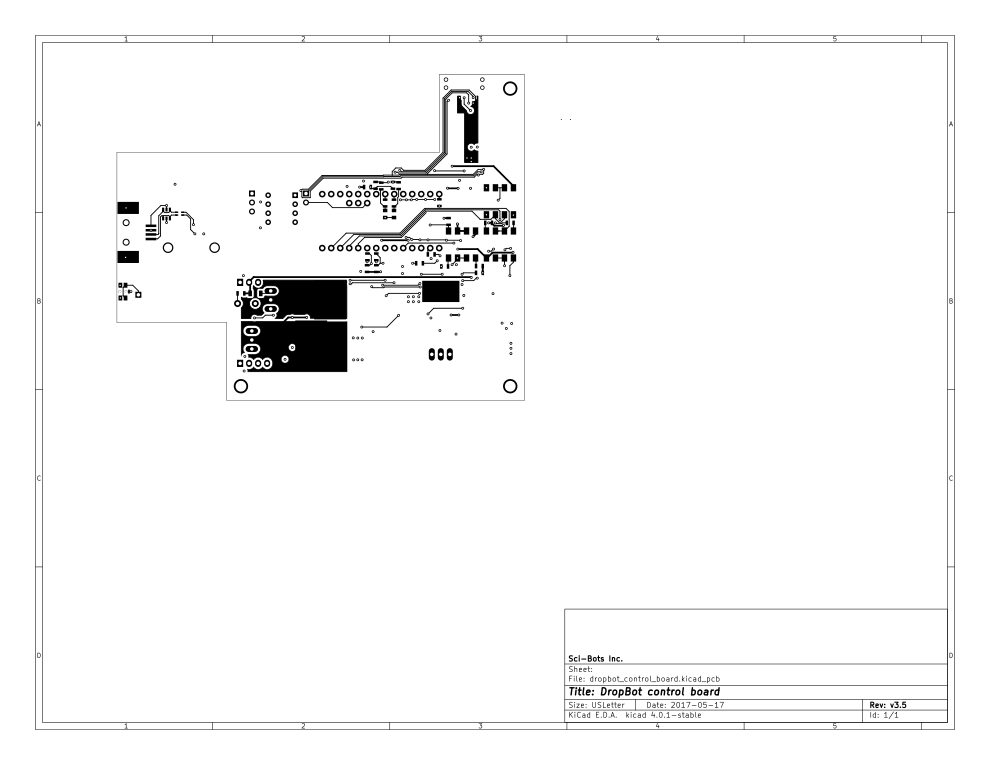 1 2 3 4 5
A A
B B
C C
D D
Sci-Bots Inc.
Sheet:
File: dropbot_control_board.kicad_pcb
Title: DropBot control board
Size: USLetter Date: 2017-05-17 Rev: v3.5
KiCad E.D.A. kicad 4.0.1-stable Id: 1/1
1 2 3 4 5